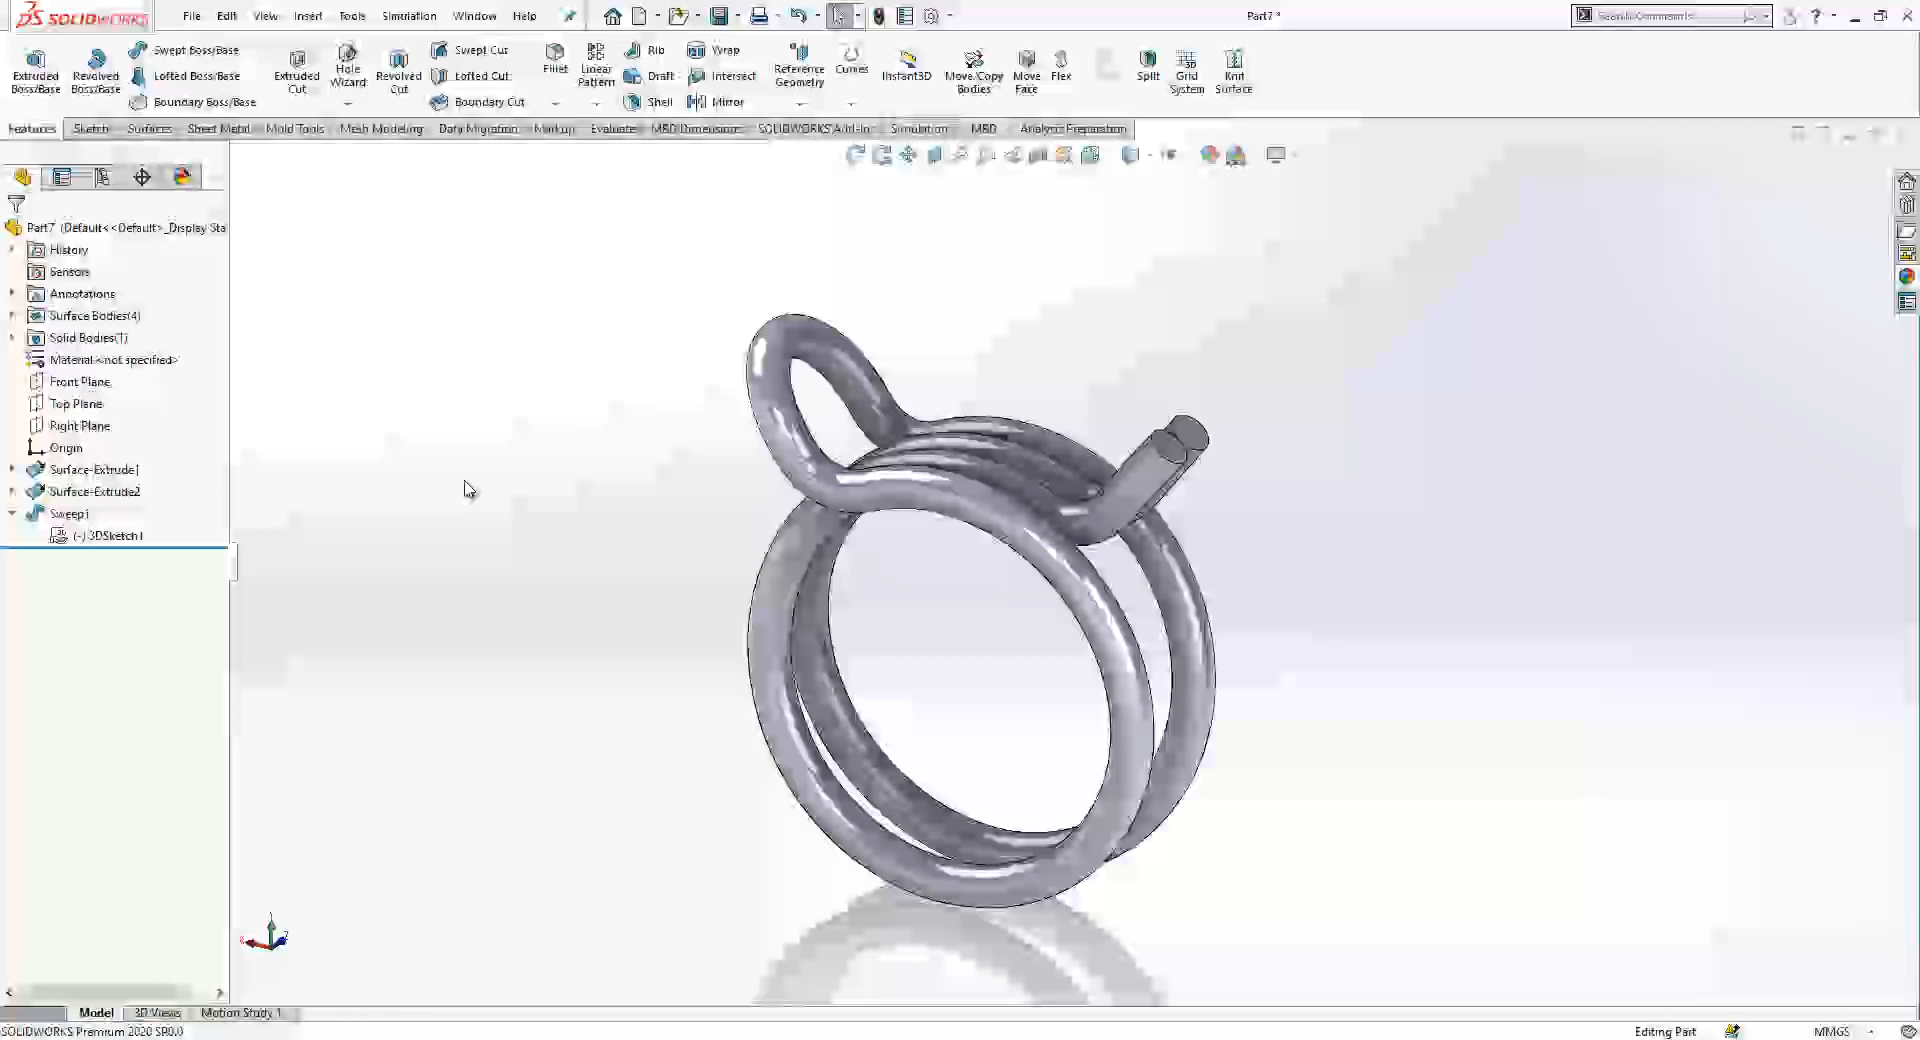 SOLIDWORKS
File Edit View Insert Tools Simulation Window Help
Part7 *
Search Commands
Extruded Boss/Base
Revolved Boss/Base
Swept Boss/Base
Lofted Boss/Base
Boundary Boss/Base
Extruded Cut
Hole Wizard
Revolved Cut
Swept Cut
Lofted Cut
Boundary Cut
Fillet
Linear Pattern
Rib
Draft
Shell
Wrap
Intersect
Mirror
Reference Geometry
Curves
Instant3D
Move/Copy Bodies
Move Face
Flex
Split
Grid System
Knit Surface
Features Sketch Surfaces Sheet Metal Mold Tools Mesh Modeling Data Migration Markup Evaluate MBD Dimensions SOLIDWORKS Add-Ins Simulation MBD Analysis Preparation
Part7 (Default<<Default>_Display Sta
History
Sensors
Annotations
Surface Bodies(4)
Solid Bodies(1)
Material <not specified>
Front Plane
Top Plane
Right Plane
Origin
Surface-Extrude1
Surface-Extrude2
Sweep1
(-) 3DSketch1
Model 3D Views Motion Study 1
SOLIDWORKS Premium 2020 SP0.0
Editing Part
MMGS